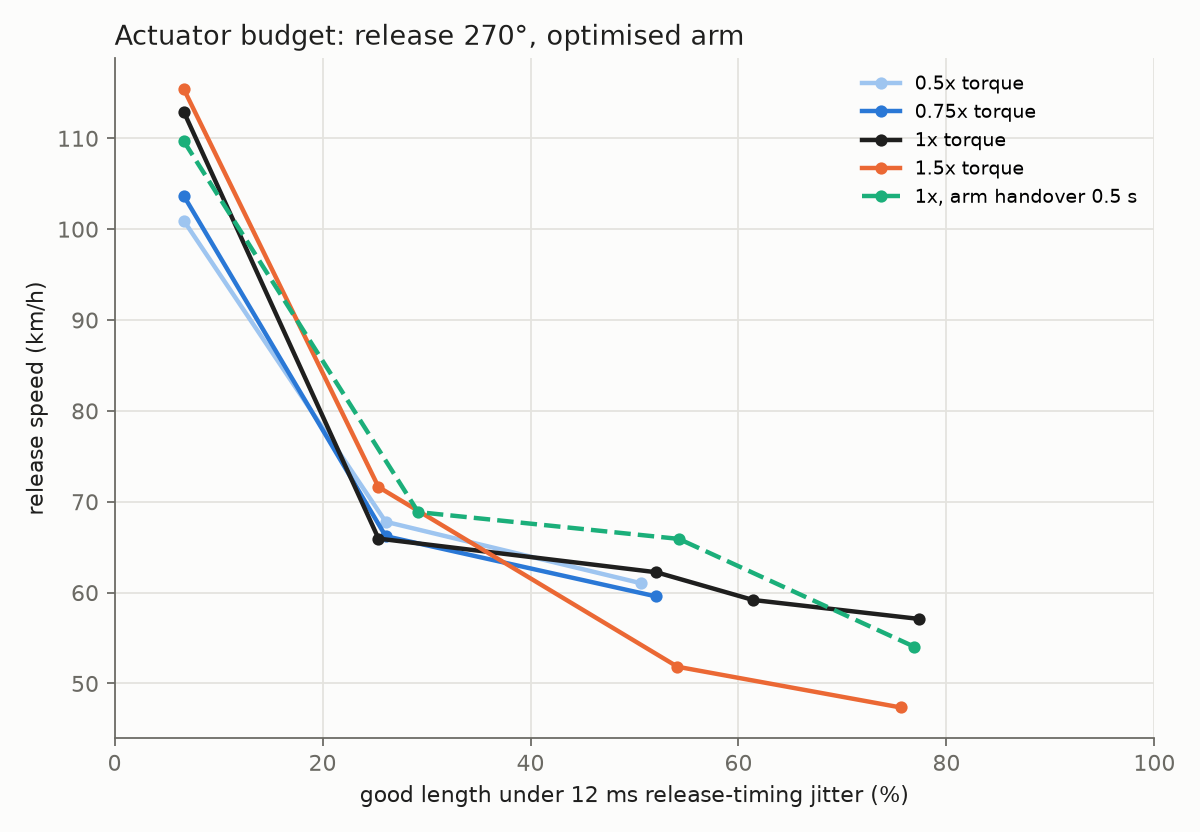 Actuator budget: release 270°, optimised arm
0.5x torque
0.75x torque
1x torque
1.5x torque
1x, arm handover 0.5 s
release speed (km/h)
110
100
90
80
70
60
50
0 20 40 60 80 100
good length under 12 ms release-timing jitter (%)